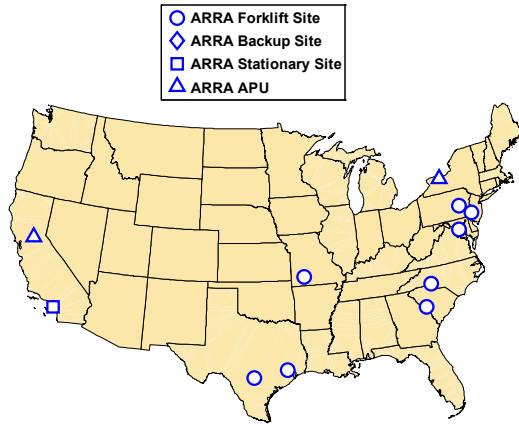 ARRA Forklift Site
ARRA Backup Site
ARRA Stationary Site
ARRA APU